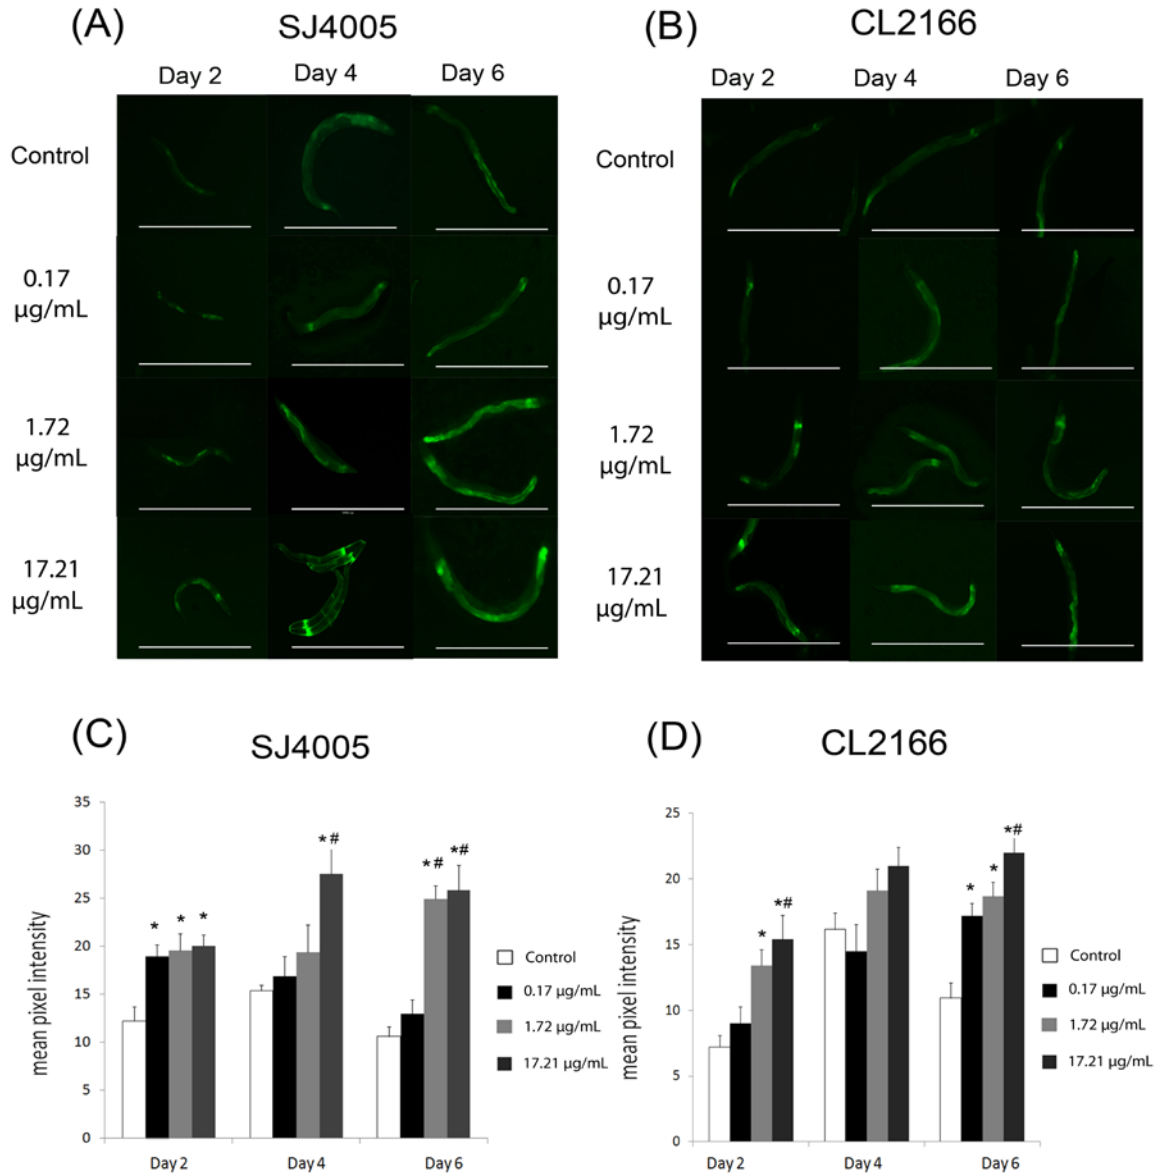 (A) SJ4005
Day 2 Day 4 Day 6
Control
0.17
µg/mL
1.72
µg/mL
17.21
µg/mL
(B) CL2166
Day 2 Day 4 Day 6
Control
0.17
µg/mL
1.72
µg/mL
17.21
µg/mL
(C) SJ4005
mean pixel intensity
35
30
25
20
15
10
5
0
* * * *# *# *#
Day 2 Day 4 Day 6
Control
0.17 µg/mL
1.72 µg/mL
17.21 µg/mL
(D) CL2166
mean pixel intensity
25
20
15
10
5
0
* *# * * *#
Day 2 Day 4 Day 6
Control
0.17 µg/mL
1.72 µg/mL
17.21 µg/mL